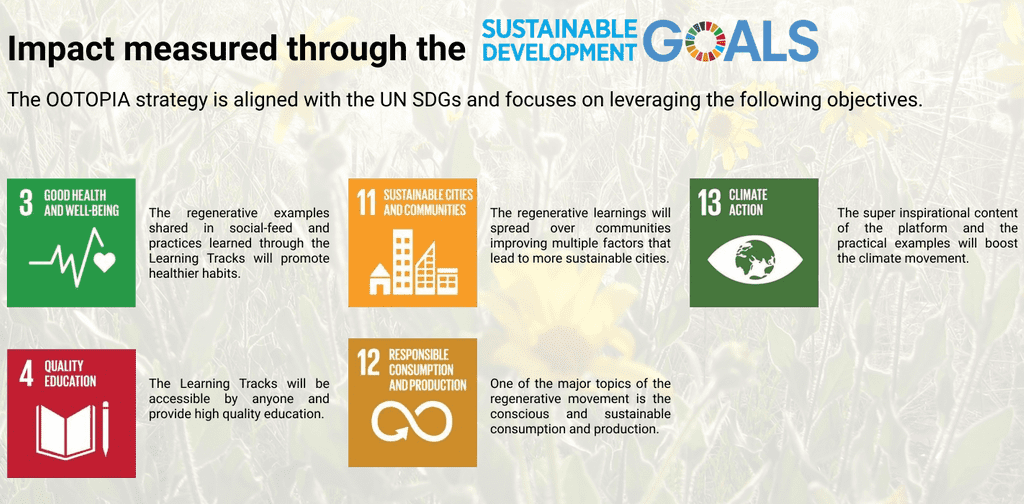 Impact measured through the SUSTAINABLE DEVELOPMENT GOALS
The OOTOPIA strategy is aligned with the UN SDGs and focuses on leveraging the following objectives.
3 GOOD HEALTH
AND WELL-BEING
The regenerative examples
shared in social-feed and
practices learned through the
Learning Tracks will promote
healthier habits.
11 SUSTAINABLE CITIES
AND COMMUNITIES
The regenerative learnings will
spread over communities
improving multiple factors that
lead to more sustainable cities.
13 CLIMATE
ACTION
The super inspirational content
of the platform and the
practical examples will boost
the climate movement.
4 QUALITY
EDUCATION
The Learning Tracks will be
accessible by anyone and
provide high quality education.
12 RESPONSIBLE
CONSUMPTION
AND PRODUCTION
One of the major topics of the
regenerative movement is the
conscious and sustainable
consumption and production.